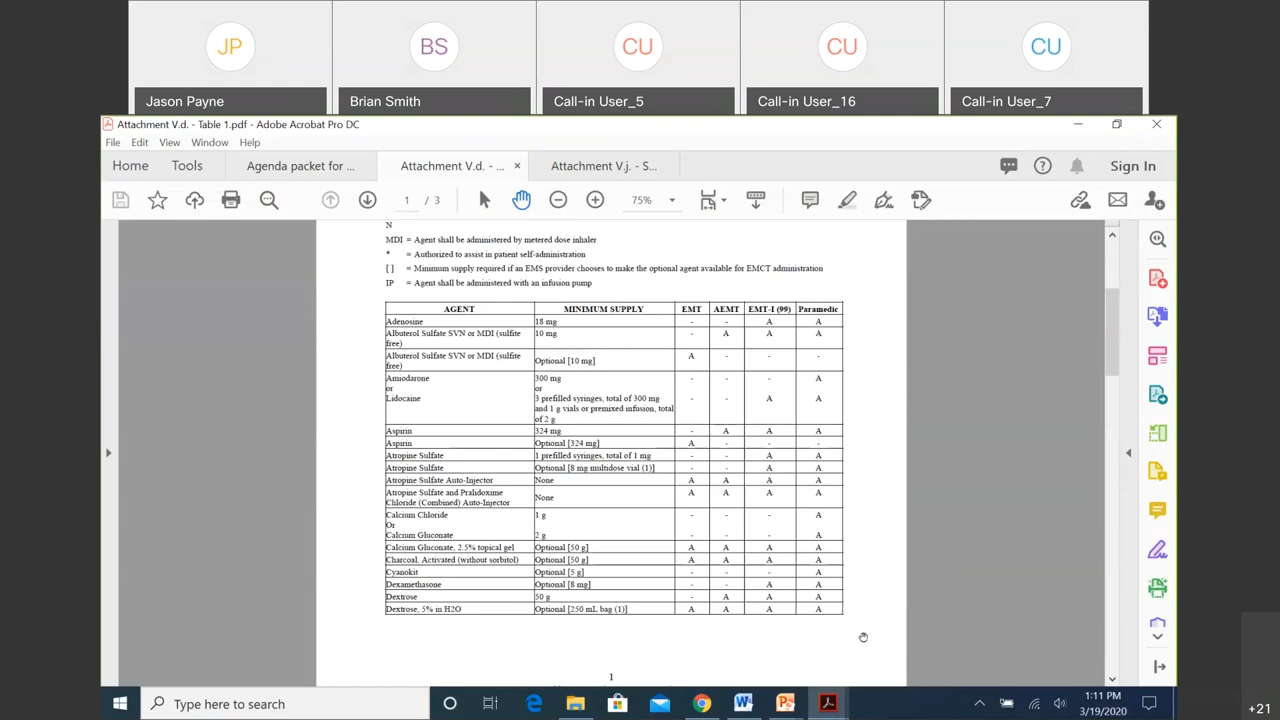 JP
BS
CU
CU
CU
Jason Payne
Brian Smith
Call-in User_5
Call-in User_16
Call-in User_7
Attachment V.d. - Table 1.pdf - Adobe Acrobat Pro DC
File Edit View Window Help
Home Tools Agenda packet for ... Attachment V.d. - ... × Attachment V.j. - S... Sign In
1 / 3 75%
N
MDI = Agent shall be administered by metered dose inhaler
* = Authorized to assist in patient self-administration
[ ] = Minimum supply required if an EMS provider chooses to make the optional agent available for EMCT administration
IP = Agent shall be administered with an infusion pump
AGENT MINIMUM SUPPLY EMT AEMT EMT-I (99) Paramedic
Adenosine 18 mg - - A A
Albuterol Sulfate SVN or MDI (sulfite 10 mg - A A A
free)
Albuterol Sulfate SVN or MDI (sulfite Optional [10 mg] A - - -
free)
Amiodarone 300 mg - - - A
or or
Lidocaine 3 prefilled syringes, total of 300 mg - - A A
and 1 g vials or premixed infusion, total
of 2 g
Aspirin 324 mg - A A A
Aspirin Optional [324 mg] A - - -
Atropine Sulfate 1 prefilled syringes, total of 1 mg - - A A
Atropine Sulfate Optional [8 mg multidose vial (1)] - - A A
Atropine Sulfate Auto-Injector None A A A A
Atropine Sulfate and Pralidoxime None A A A A
Chloride (Combined) Auto-Injector
Calcium Chloride 1 g - - - A
Or
Calcium Gluconate 2 g - - - A
Calcium Gluconate, 2.5% topical gel Optional [50 g] A A A A
Charcoal, Activated (without sorbitol) Optional [50 g] A A A A
Cyanokit Optional [5 g] - - - A
Dexamethasone Optional [8 mg] - - A A
Dextrose 50 g - A A A
Dextrose, 5% in H2O Optional [250 mL bag (1)] A A A A
1
Type here to search
1:11 PM
3/19/2020
+21